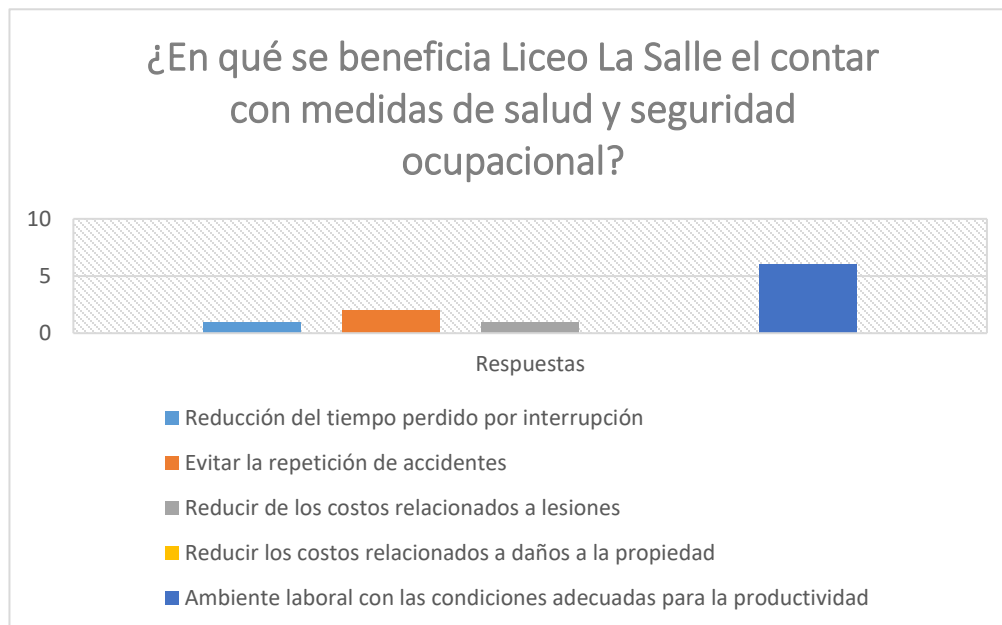 ¿En qué se beneficia Liceo La Salle el contar
con medidas de salud y seguridad
ocupacional?
10
5
0
Respuestas
Reducción del tiempo perdido por interrupción
Evitar la repetición de accidentes
Reducir de los costos relacionados a lesiones
Reducir los costos relacionados a daños a la propiedad
Ambiente laboral con las condiciones adecuadas para la productividad